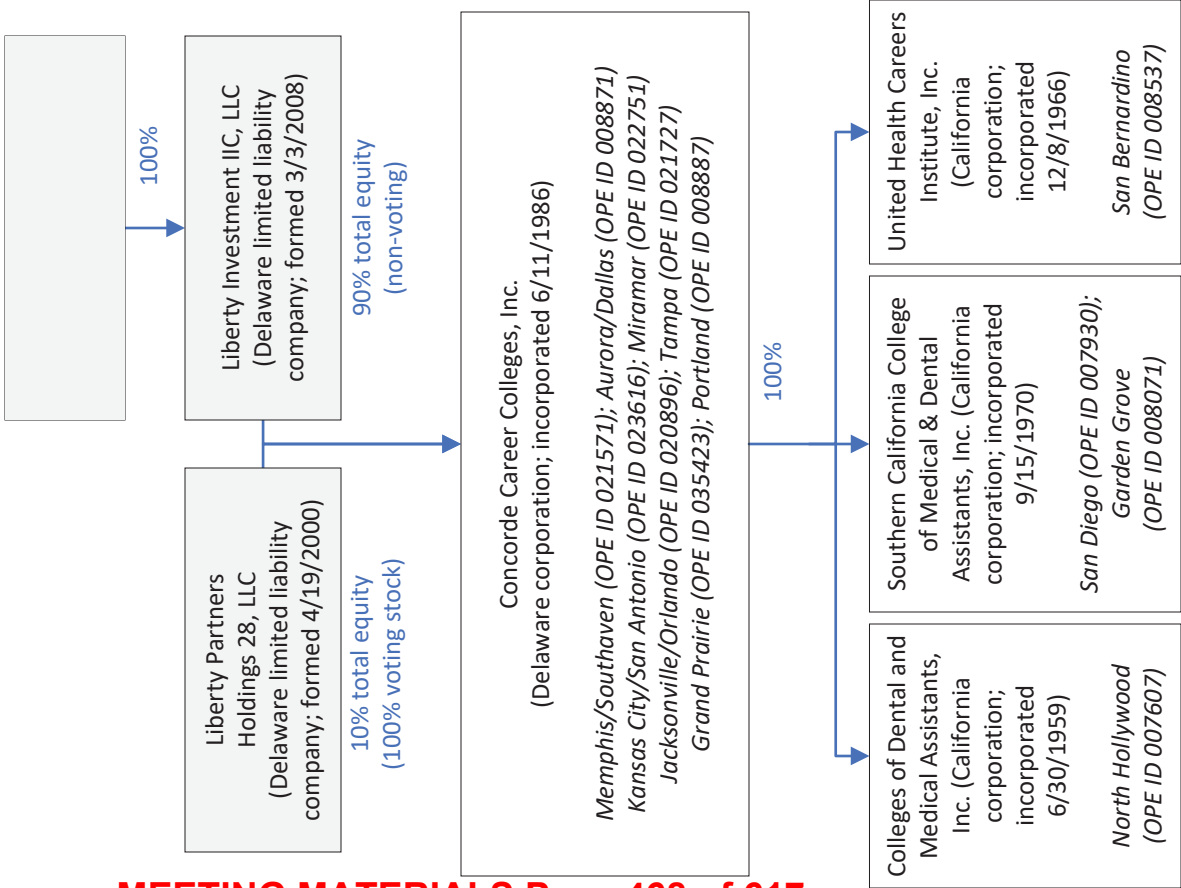 100%
Liberty Partners
Holdings 28, LLC
(Delaware limited liability
company; formed 4/19/2000)
Liberty Investment IIC, LLC
(Delaware limited liability
company; formed 3/3/2008)
10% total equity
(100% voting stock)
90% total equity
(non-voting)
Concorde Career Colleges, Inc.
(Delaware corporation; incorporated 6/11/1986)
Memphis/Southaven (OPE ID 021571); Aurora/Dallas (OPE ID 008871)
Kansas City/San Antonio (OPE ID 023616); Miramar (OPE ID 022751)
Jacksonville/Orlando (OPE ID 020896); Tampa (OPE ID 021727)
Grand Prairie (OPE ID 035423); Portland (OPE ID 008887)
100%
Colleges of Dental and
Medical Assistants,
Inc. (California
corporation;
incorporated
6/30/1959)
North Hollywood
(OPE ID 007607)
Southern California College
of Medical & Dental
Assistants, Inc. (California
corporation; incorporated
9/15/1970)
San Diego (OPE ID 007930);
Garden Grove
(OPE ID 008071)
United Health Careers
Institute, Inc.
(California
corporation;
incorporated
12/8/1966)
San Bernardino
(OPE ID 008537)
MEETING MATERIALS